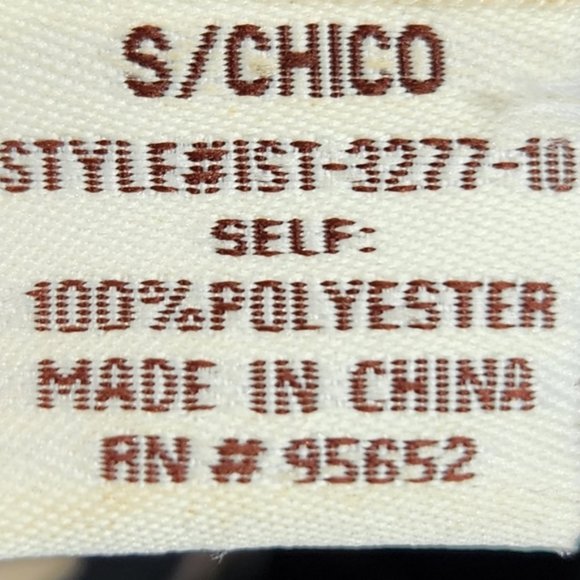 S/CHICO
STYLE#IST-3277-10
SELF:
100%POLYESTER
MADE IN CHINA
RN # 95652